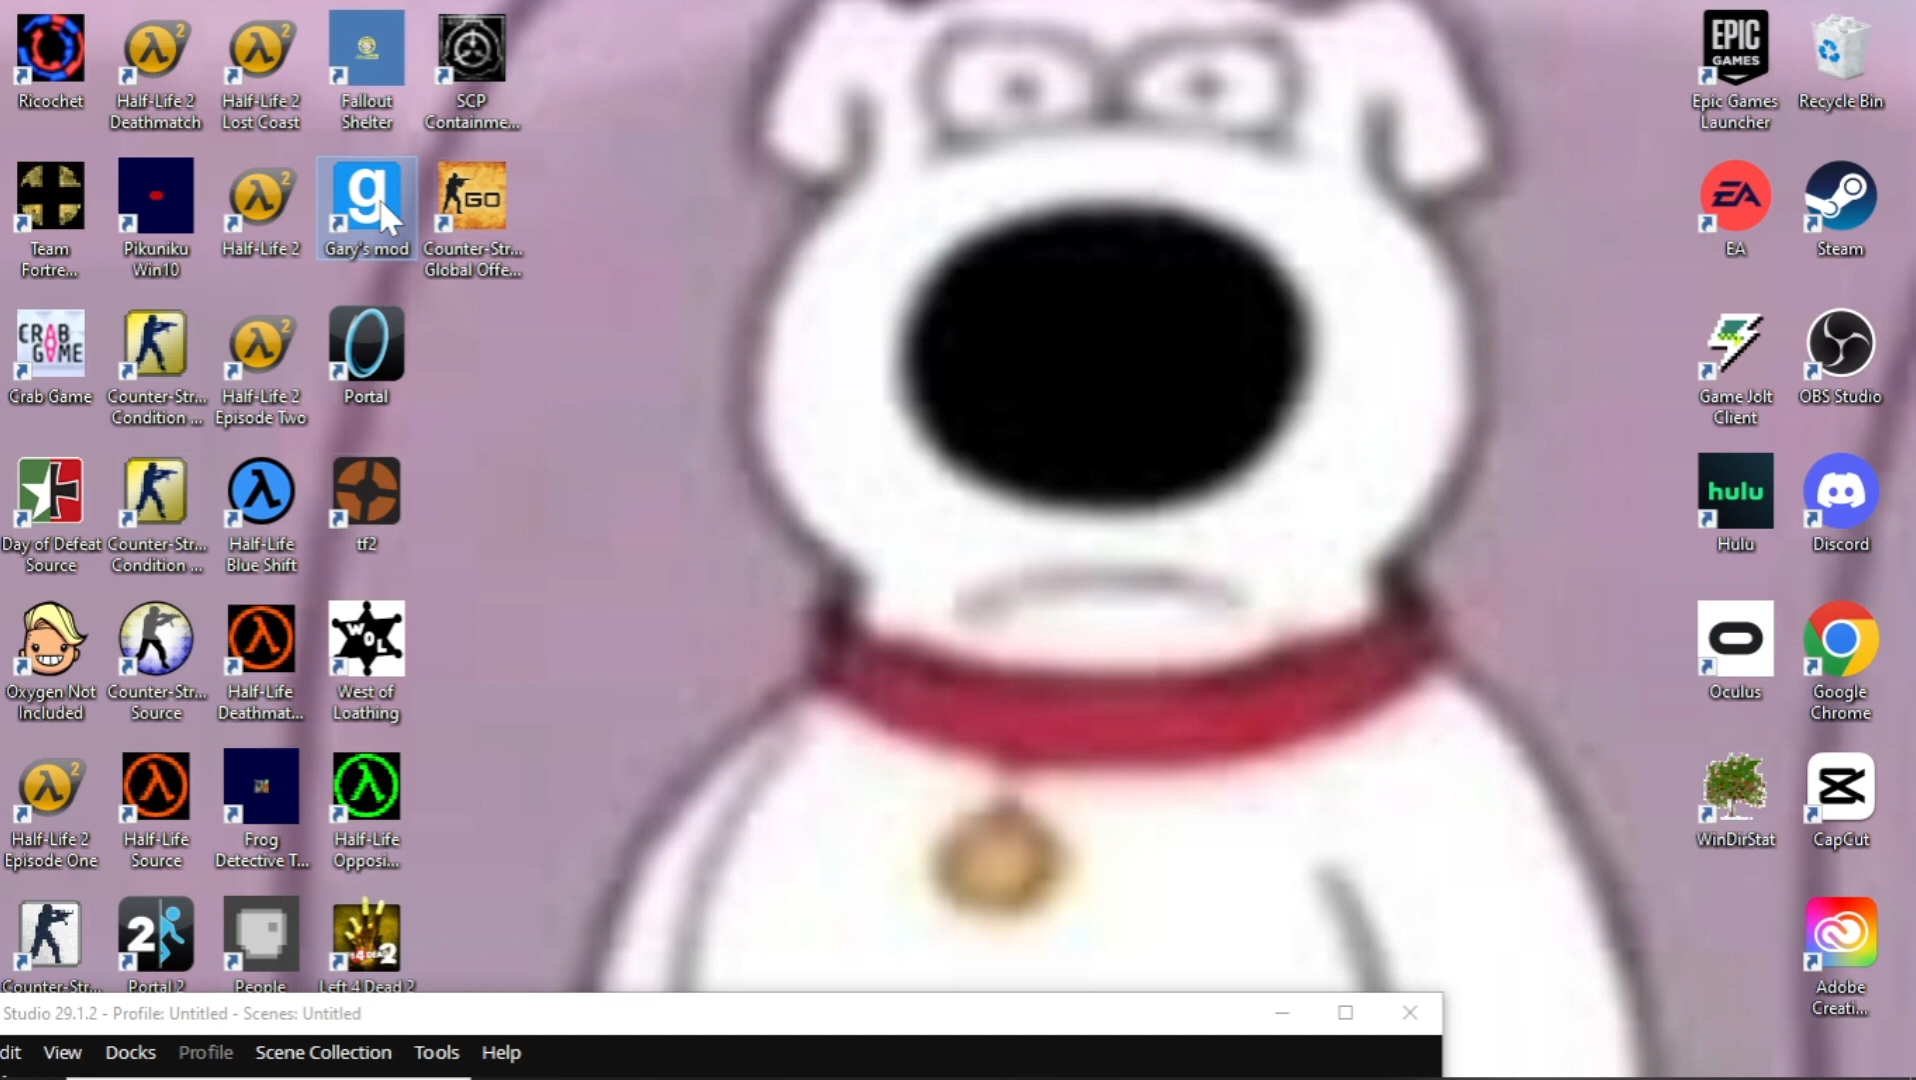 Ricochet
Half-Life 2
Deathmatch
Half-Life 2
Lost Coast
Fallout
Shelter
SCP
Containme...
EPIC
GAMES
Epic Games
Launcher
Recycle Bin
Team
Fortre...
Pikuniku
Win10
Half-Life 2
g
Gary's mod
GO
Counter-Str...
Global Offe...
EA
EA
Steam
CRAB
GAME
Crab Game
Counter-Str...
Condition ...
Half-Life 2
Episode Two
Portal
Game Jolt
Client
OBS Studio
Day of Defeat
Source
Counter-Str...
Condition ...
Half-Life
Blue Shift
tf2
hulu
Hulu
Discord
Oxygen Not
Included
Counter-Str...
Source
Half-Life
Deathmat...
WOL
West of
Loathing
Oculus
Google
Chrome
Half-Life 2
Episode One
Half-Life
Source
Frog
Detective T...
Half-Life
Opposi...
WinDirStat
CapCut
Counter-Str...
2
Portal 2
People
Left 4 Dead 2
Adobe
Creati...
Studio 29.1.2 - Profile: Untitled - Scenes: Untitled
dit View Docks Profile Scene Collection Tools Help